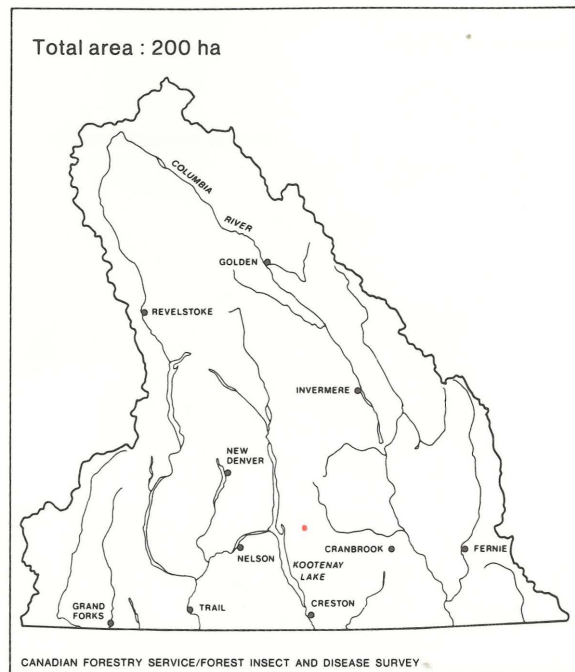 Total area : 200 ha
COLUMBIA
RIVER
GOLDEN
REVELSTOKE
INVERMERE
NEW
DENVER
NELSON
KOOTENAY
LAKE
CRANBROOK
FERNIE
GRAND
FORKS
TRAIL
CRESTON
CANADIAN FORESTRY SERVICE/FOREST INSECT AND DISEASE SURVEY